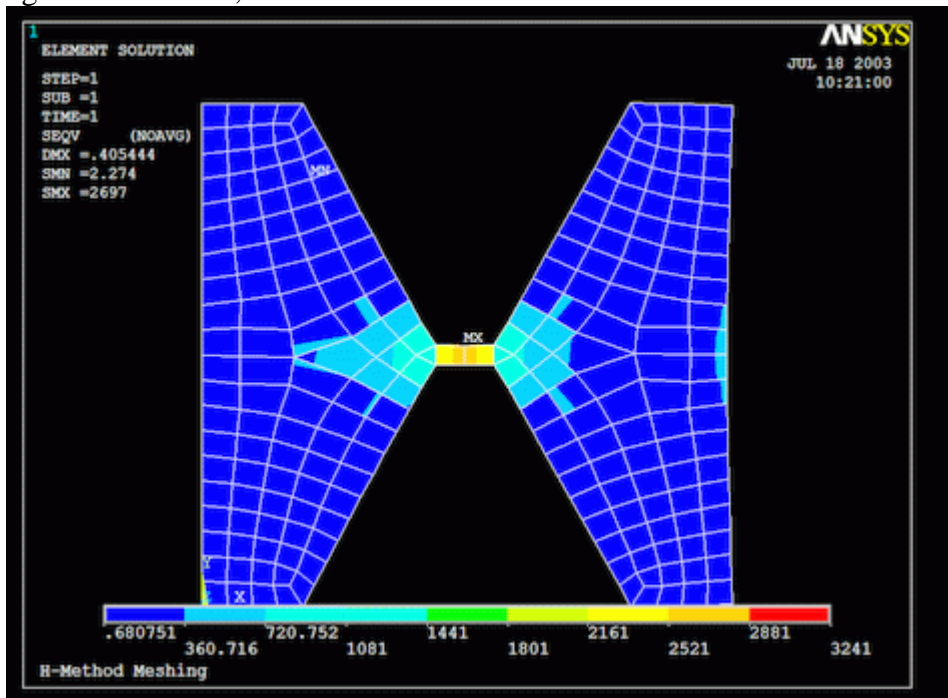 1
ANSYS
ELEMENT SOLUTION
JUL 18 2003
10:21:00
STEP=1
SUB =1
TIME=1
SEQV (NOAVG)
DMX =.405444
SMN =2.274
SMX =2697
MN
MX
Y
X
.680751 720.752 1441 2161 2881
360.716 1081 1801 2521 3241
H-Method Meshing